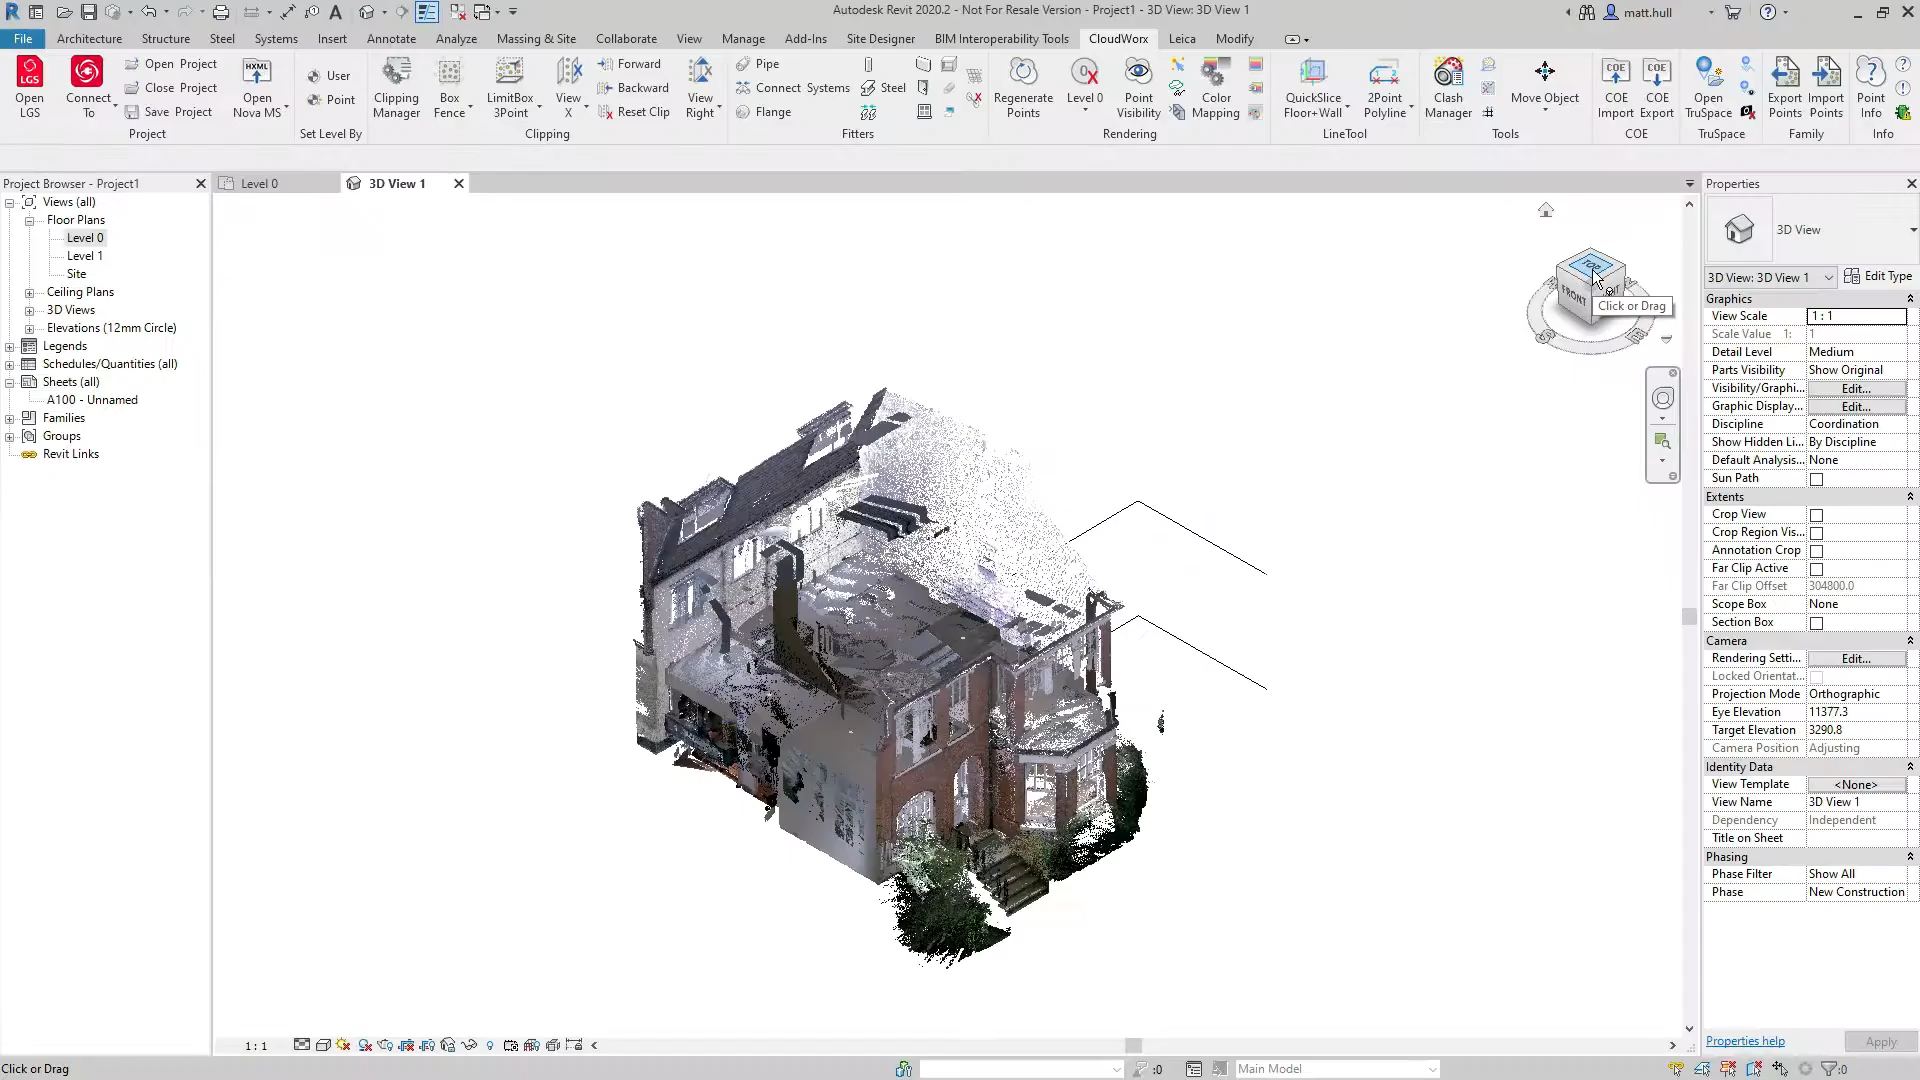 Autodesk Revit 2020.2 - Not For Resale Version - Project1 - 3D View: 3D View 1
matt.hull
File Architecture Structure Steel Systems Insert Annotate Analyze Massing & Site Collaborate View Manage Add-Ins Site Designer BIM Interoperability Tools CloudWorx Leica Modify
LGS
Open LGS
Connect To
Open Project
Close Project
Save Project
HXML
Open Nova MS
Project
User
Point
Set Level By
Clipping Manager
Box Fence
LimitBox 3Point
View X
Forward
Backward
Reset Clip
View Right
Clipping
Pipe
Connect Systems
Flange
Steel
Fitters
Regenerate Points
Level 0
Point Visibility
Color Mapping
Rendering
QuickSlice Floor+Wall
2Point Polyline
LineTool
Clash Manager
Move Object
Tools
COE
COE Import
COE
COE Export
COE
Open TruSpace
TruSpace
Export Points
Import Points
Family
Point Info
Info
Project Browser - Project1
Views (all)
Floor Plans
Level 0
Level 1
Site
Ceiling Plans
3D Views
Elevations (12mm Circle)
Legends
Schedules/Quantities (all)
Sheets (all)
A100 - Unnamed
Families
Groups
Revit Links
Level 0
3D View 1
TOP
FRONT
Click or Drag
Properties
3D View
3D View: 3D View 1
Edit Type
Graphics
View Scale 1 : 1
Scale Value 1: 1
Detail Level Medium
Parts Visibility Show Original
Visibility/Graphi... Edit...
Graphic Display... Edit...
Discipline Coordination
Show Hidden Li... By Discipline
Default Analysis... None
Sun Path
Extents
Crop View
Crop Region Vis...
Annotation Crop
Far Clip Active
Far Clip Offset 304800.0
Scope Box None
Section Box
Camera
Rendering Setti... Edit...
Locked Orientat...
Projection Mode Orthographic
Eye Elevation 11377.3
Target Elevation 3290.8
Camera Position Adjusting
Identity Data
View Template <None>
View Name 3D View 1
Dependency Independent
Title on Sheet
Phasing
Phase Filter Show All
Phase New Construction
Properties help
Apply
1 : 1
Click or Drag
:0
Main Model
:0